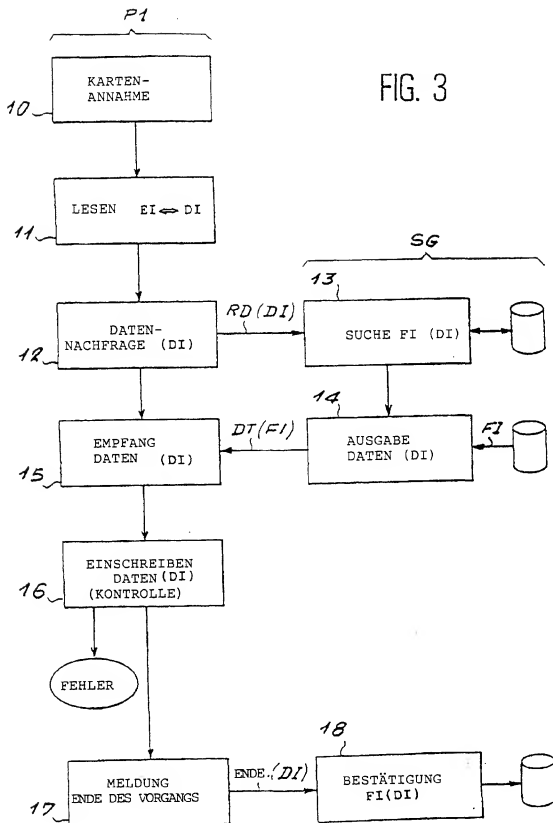 P1
FIG. 3
KARTEN-
ANNAHME
10
LESEN EI ⇔ DI
11
SG
13
DATEN-
NACHFRAGE (DI)
12
RD (DI)
SUCHE FI (DI)
14
EMPFANG
DATEN (DI)
15
DT (FI)
AUSGABE
DATEN (DI)
FI
EINSCHREIBEN
DATEN (DI)
(KONTROLLE)
16
FEHLER
18
MELDUNG
ENDE DES VORGANGS
17
ENDE. (DI)
BESTÄTIGUNG
FI(DI)